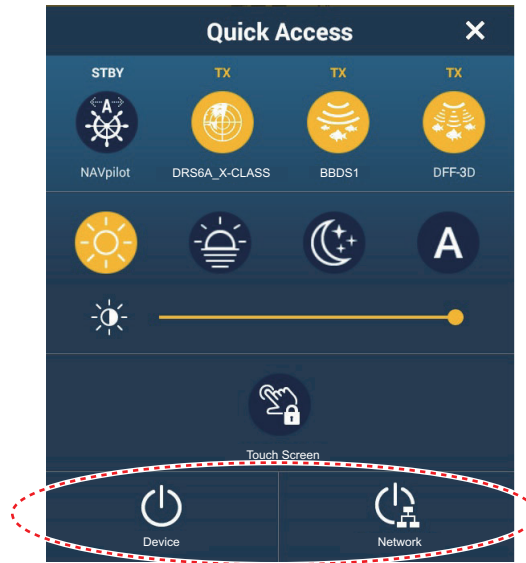 Quick Access
STBY TX TX TX
A
NAVpilot DRS6A_X-CLASS BBDS1 DFF-3D
A
Touch Screen
Device Network